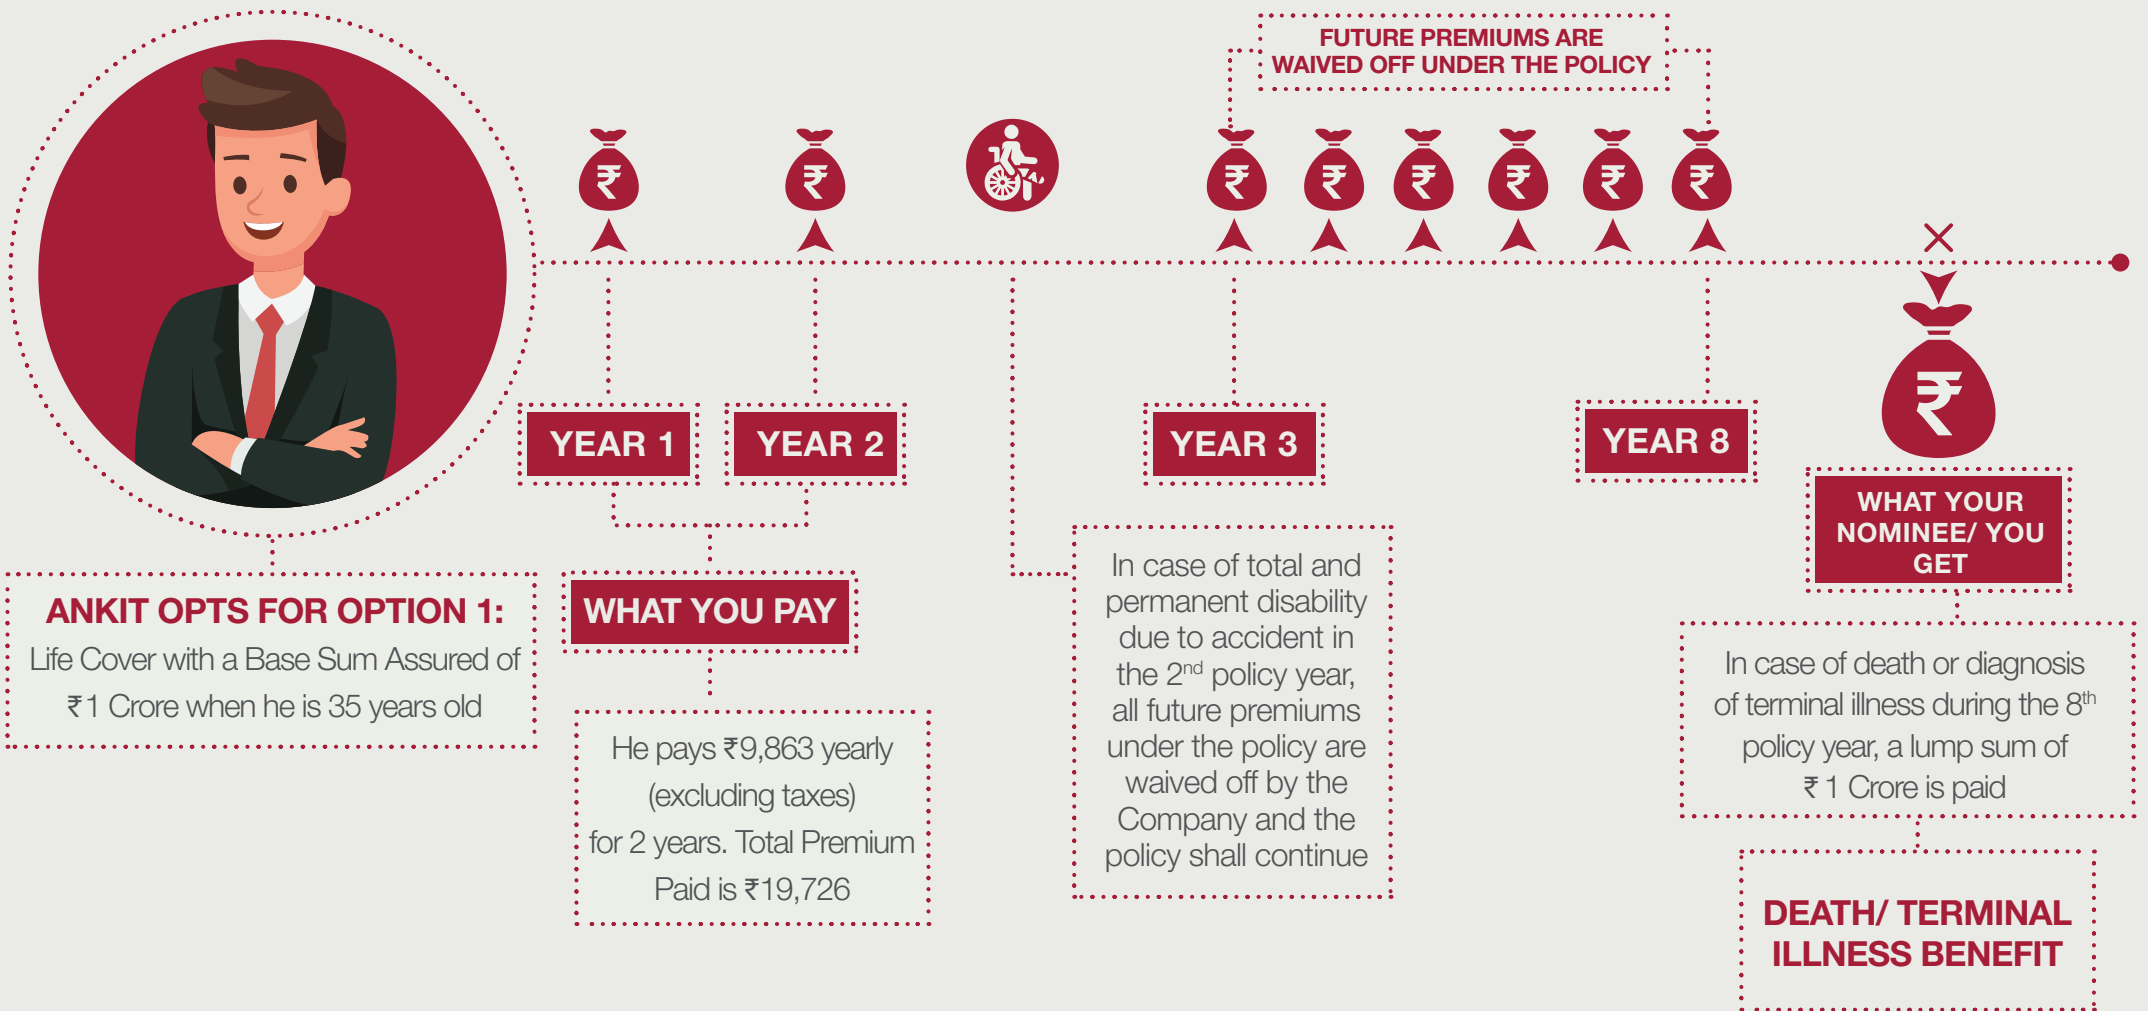 FUTURE PREMIUMS ARE
WAIVED OFF UNDER THE POLICY
₹
₹
₹
₹
₹
₹
₹
₹
₹
YEAR 1
YEAR 2
YEAR 3
YEAR 8
WHAT YOUR
NOMINEE/ YOU
GET
ANKIT OPTS FOR OPTION 1:
Life Cover with a Base Sum Assured of
₹1 Crore when he is 35 years old
WHAT YOU PAY
He pays ₹9,863 yearly
(excluding taxes)
for 2 years. Total Premium
Paid is ₹19,726
In case of total and
permanent disability
due to accident in
the 2nd policy year,
all future premiums
under the policy are
waived off by the
Company and the
policy shall continue
In case of death or diagnosis
of terminal illness during the 8th
policy year, a lump sum of
₹ 1 Crore is paid
DEATH/ TERMINAL
ILLNESS BENEFIT